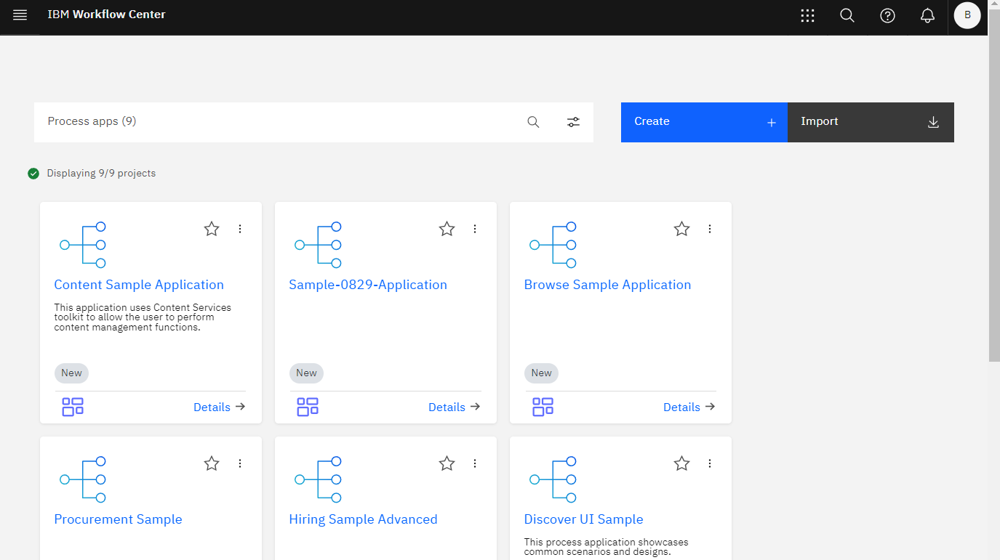 IBM Workflow Center
B
Process apps (9)
Create
Import
Displaying 9/9 projects
Content Sample Application
This application uses Content Services
toolkit to allow the user to perform
content management functions.
New
Details
Sample-0829-Application
New
Details
Browse Sample Application
New
Details
Procurement Sample
Hiring Sample Advanced
Discover UI Sample
This process application showcases
common scenarios and designs.